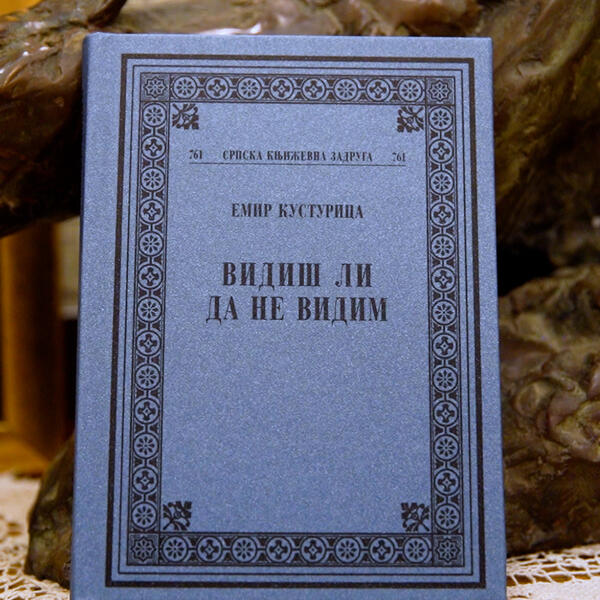 761 СРПСКА КЊИЖЕВНА ЗАДРУГА 761
ЕМИР КУСТУРИЦА
ВИДИШ ЛИ
ДА НЕ ВИДИМ